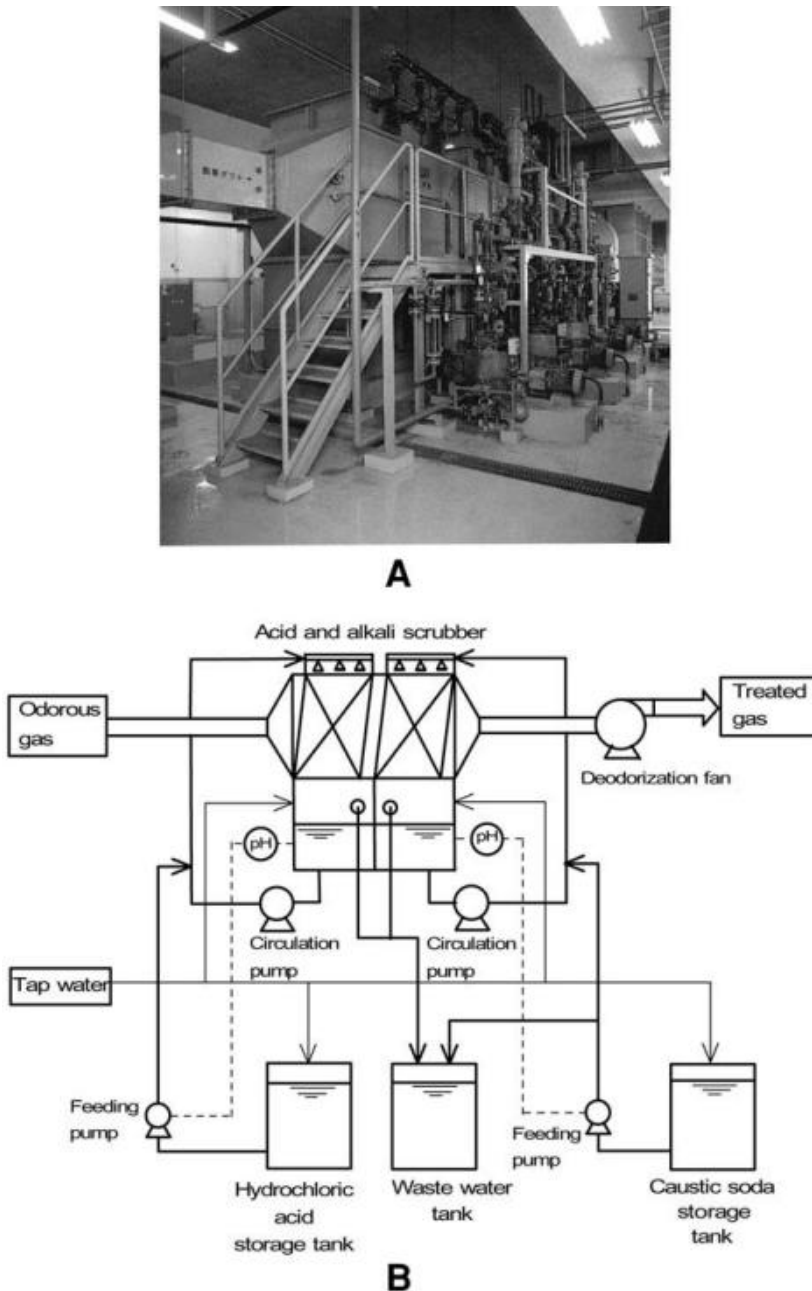 A
Acid and alkali scrubber
Odorous
gas
Treated
gas
Deodorization fan
pH
pH
Circulation
pump
Circulation
pump
Tap water
Feeding
pump
Feeding
pump
Hydrochloric
acid
storage tank
Waste water
tank
Caustic soda
storage
tank
B